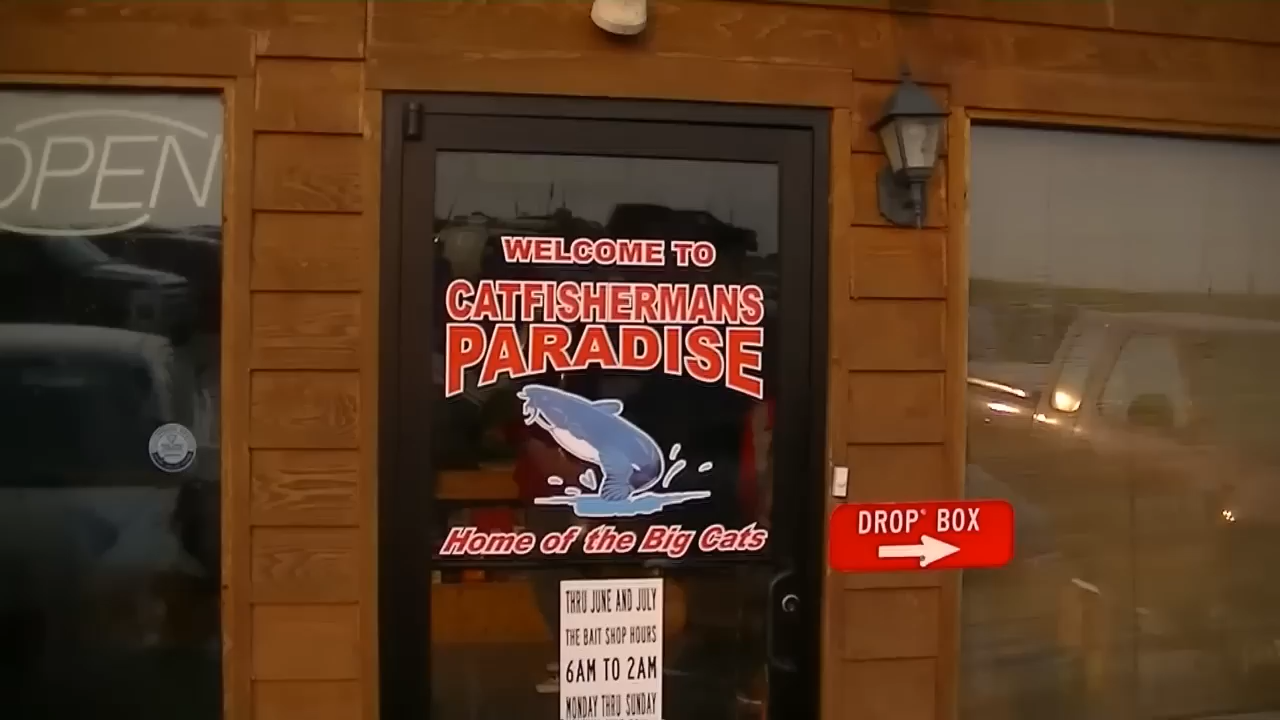 OPEN
WELCOME TO
CATFISHERMANS
PARADISE
Home of the Big Cats
DROP BOX
THRU JUNE AND JULY
THE BAIT SHOP HOURS
6AM TO 2AM
MONDAY THRU SUNDAY